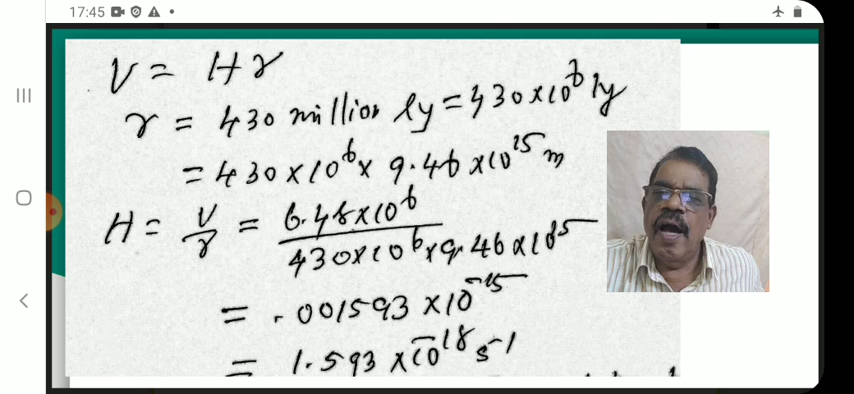 17:45
V = Hr
r = 430 million ly = 430×10⁶ ly
= 430×10⁶ × 9.46×10¹⁵ m
H = V/r = 6.48×10⁶ / 430×10⁶×9.46×10¹⁵
= .001593 ×10⁻¹⁵
= 1.593 ×10⁻¹⁸ s⁻¹